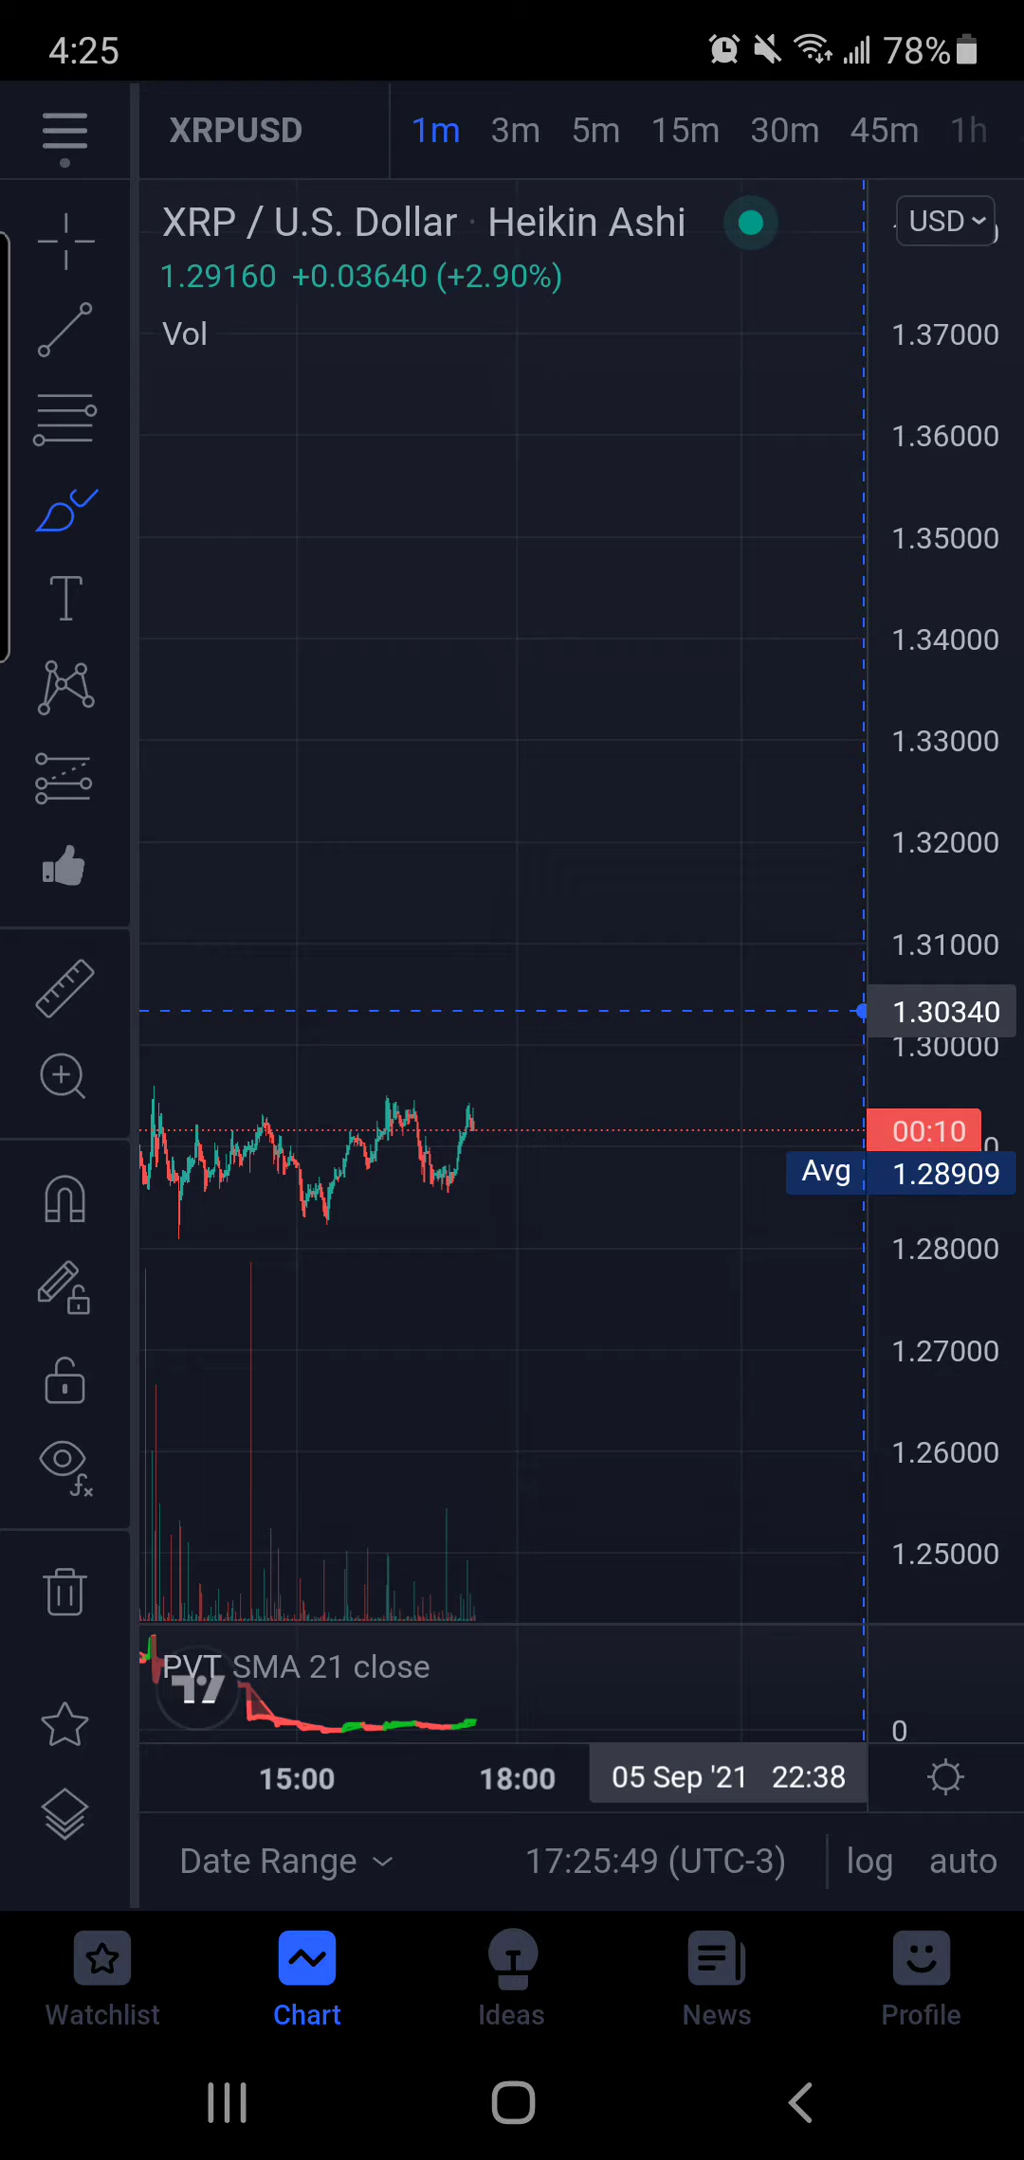 4:25
78%
XRPUSD 1m 3m 5m 15m 30m 45m 1h
XRP / U.S. Dollar · Heikin Ashi
USD
1.29160 +0.03640 (+2.90%)
Vol
1.37000
1.36000
1.35000
1.34000
1.33000
1.32000
1.31000
1.30340
1.30000
00:10
0
Avg 1.28909
1.28000
1.27000
1.26000
1.25000
PVT SMA 21 close
0
15:00 18:00 05 Sep '21 22:38
Date Range 17:25:49 (UTC-3) log auto
Watchlist Chart Ideas News Profile